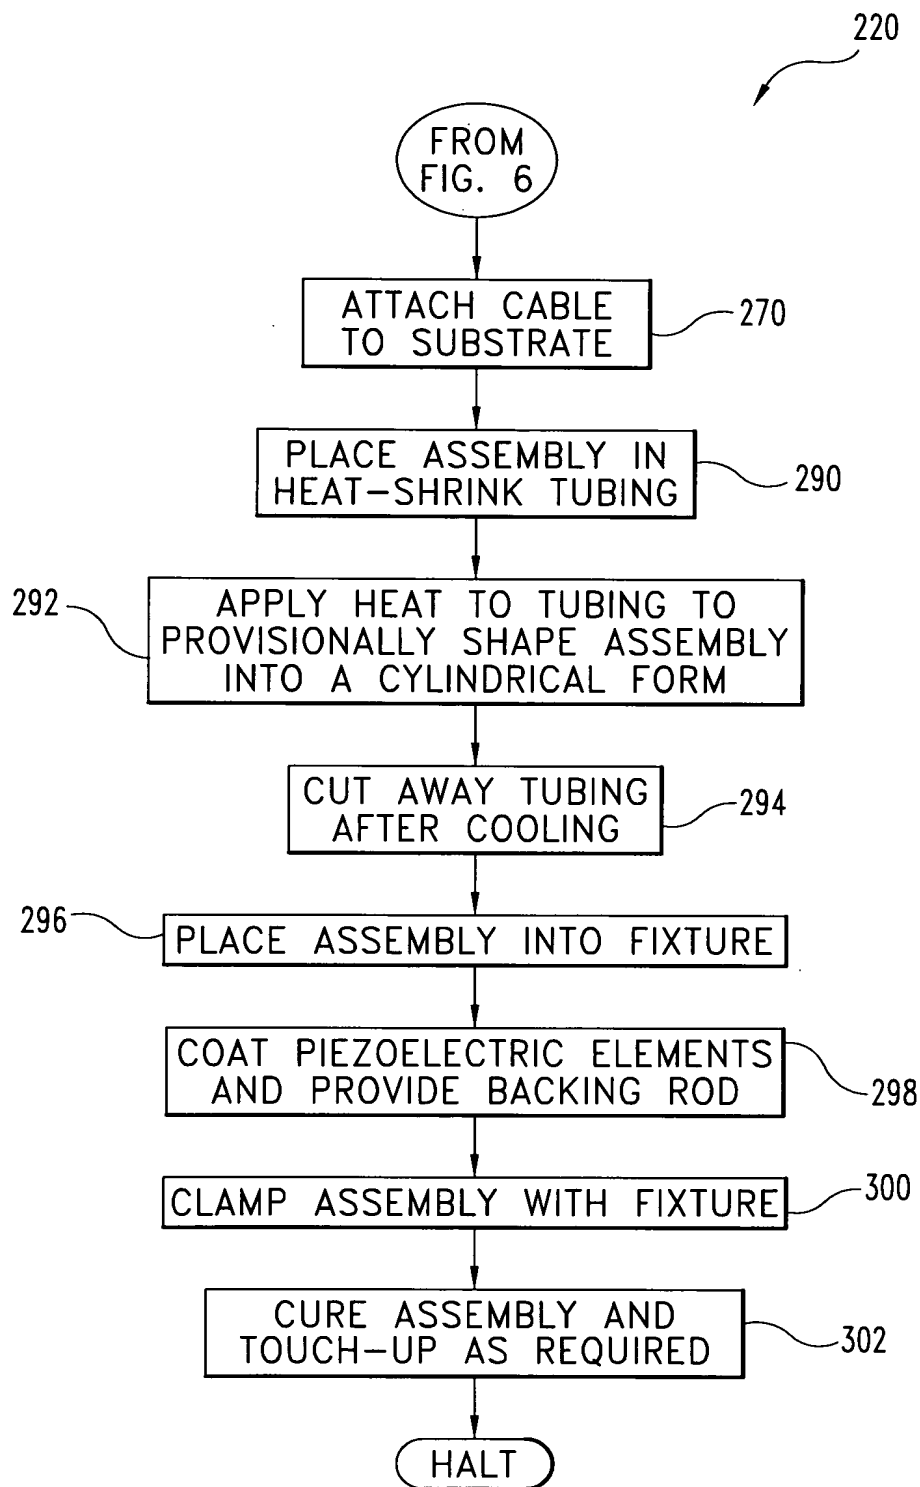 220
FROM
FIG. 6
ATTACH CABLE
TO SUBSTRATE
270
PLACE ASSEMBLY IN
HEAT-SHRINK TUBING
290
292
APPLY HEAT TO TUBING TO
PROVISIONALLY SHAPE ASSEMBLY
INTO A CYLINDRICAL FORM
CUT AWAY TUBING
AFTER COOLING
294
296
PLACE ASSEMBLY INTO FIXTURE
COAT PIEZOELECTRIC ELEMENTS
AND PROVIDE BACKING ROD
298
CLAMP ASSEMBLY WITH FIXTURE
300
CURE ASSEMBLY AND
TOUCH-UP AS REQUIRED
302
HALT